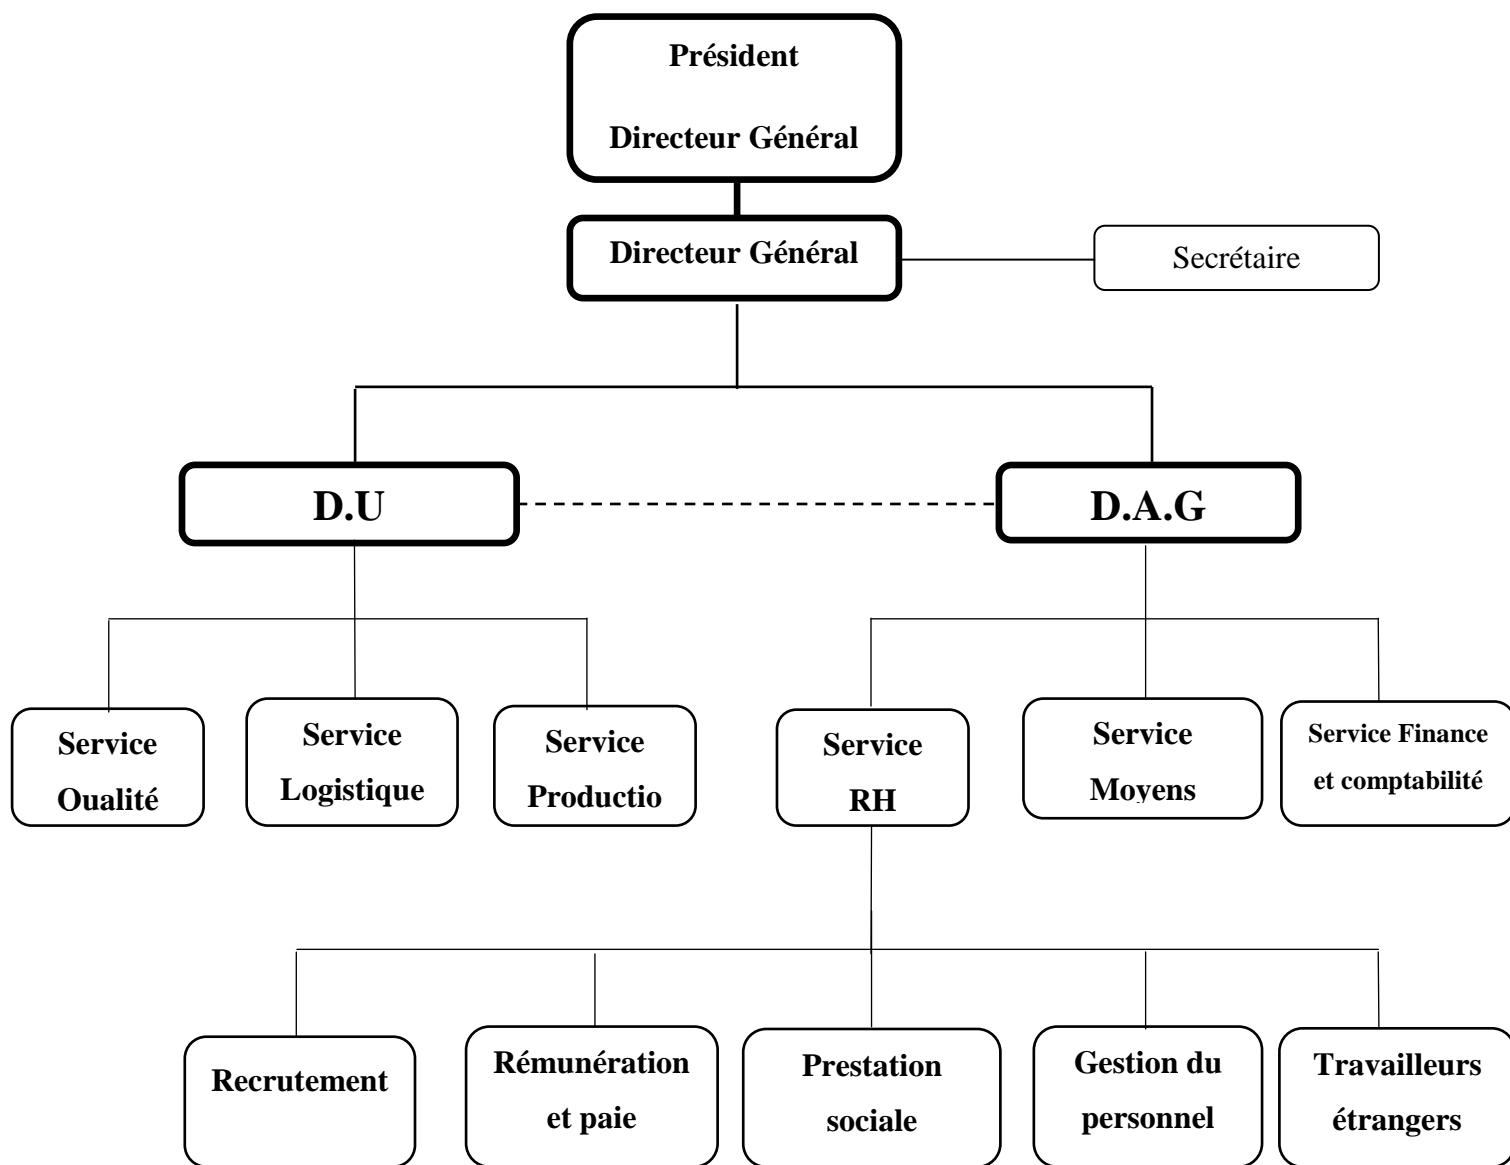 Président
Directeur Général
Directeur Général
Secrétaire
D.U
D.A.G
Service
Oualité
Service
Logistique
Service
Productio
Service
RH
Service
Moyens
Service Finance
et comptabilité
Recrutement
Rémunération
et paie
Prestation
sociale
Gestion du
personnel
Travailleurs
étrangers